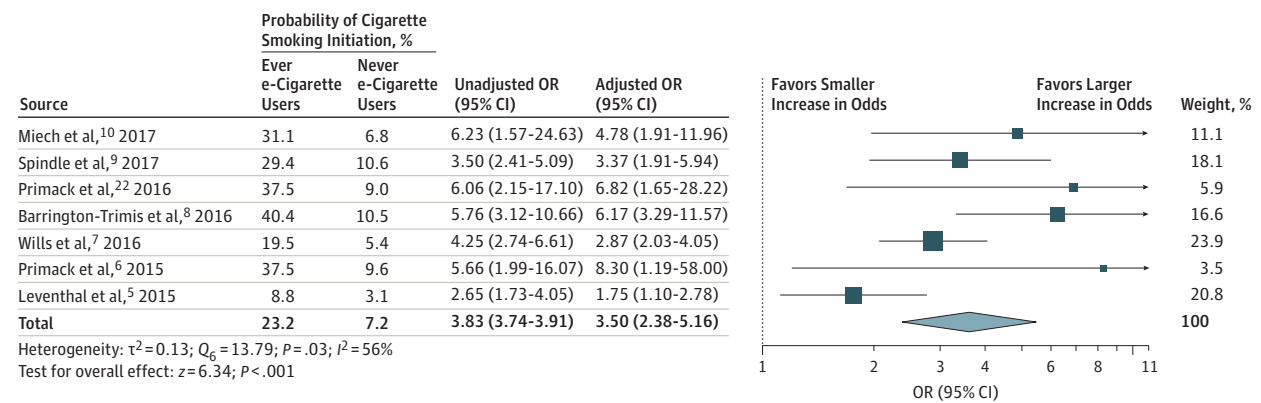 Probability of Cigarette
Smoking Initiation, %
Source
Ever
e-Cigarette
Users
Never
e-Cigarette
Users
Unadjusted OR
(95% CI)
Adjusted OR
(95% CI)
Favors Smaller
Increase in Odds
Favors Larger
Increase in Odds
Weight, %
Miech et al,10 2017 31.1 6.8 6.23 (1.57-24.63) 4.78 (1.91-11.96) 11.1
Spindle et al,9 2017 29.4 10.6 3.50 (2.41-5.09) 3.37 (1.91-5.94) 18.1
Primack et al,22 2016 37.5 9.0 6.06 (2.15-17.10) 6.82 (1.65-28.22) 5.9
Barrington-Trimis et al,8 2016 40.4 10.5 5.76 (3.12-10.66) 6.17 (3.29-11.57) 16.6
Wills et al,7 2016 19.5 5.4 4.25 (2.74-6.61) 2.87 (2.03-4.05) 23.9
Primack et al,6 2015 37.5 9.6 5.66 (1.99-16.07) 8.30 (1.19-58.00) 3.5
Leventhal et al,5 2015 8.8 3.1 2.65 (1.73-4.05) 1.75 (1.10-2.78) 20.8
Total 23.2 7.2 3.83 (3.74-3.91) 3.50 (2.38-5.16) 100
Heterogeneity: τ2 = 0.13; Q6 = 13.79; P = .03; I2 = 56%
Test for overall effect: z = 6.34; P < .001
1 2 3 4 6 8 11
OR (95% CI)